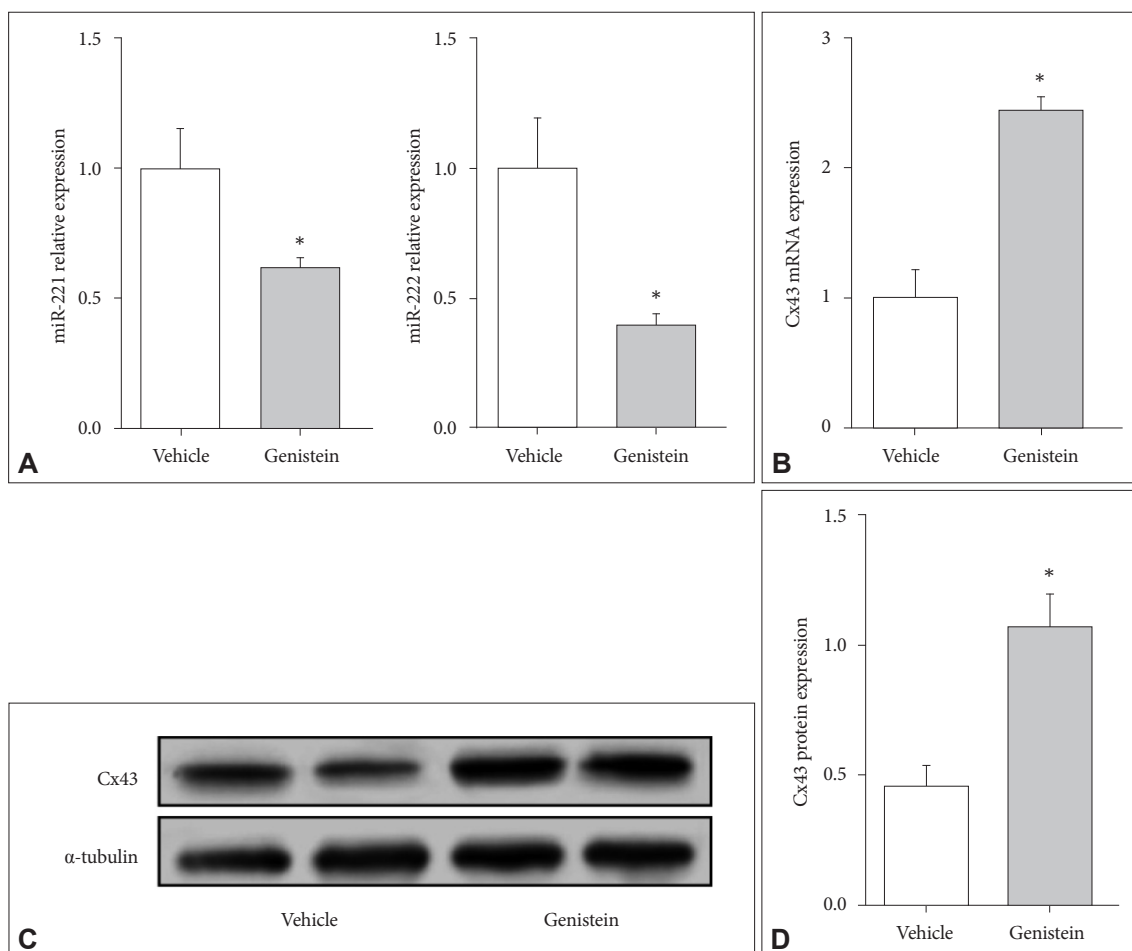 1.5
1.0
0.5
0.0
miR-221 relative expression
*
Vehicle
Genistein
1.5
1.0
0.5
0.0
miR-222 relative expression
*
Vehicle
Genistein
A
3
2
1
0
Cx43 mRNA expression
*
Vehicle
Genistein
B
Cx43
α-tubulin
Vehicle
Genistein
C
1.5
1.0
0.5
0.0
Cx43 protein expression
*
Vehicle
Genistein
D